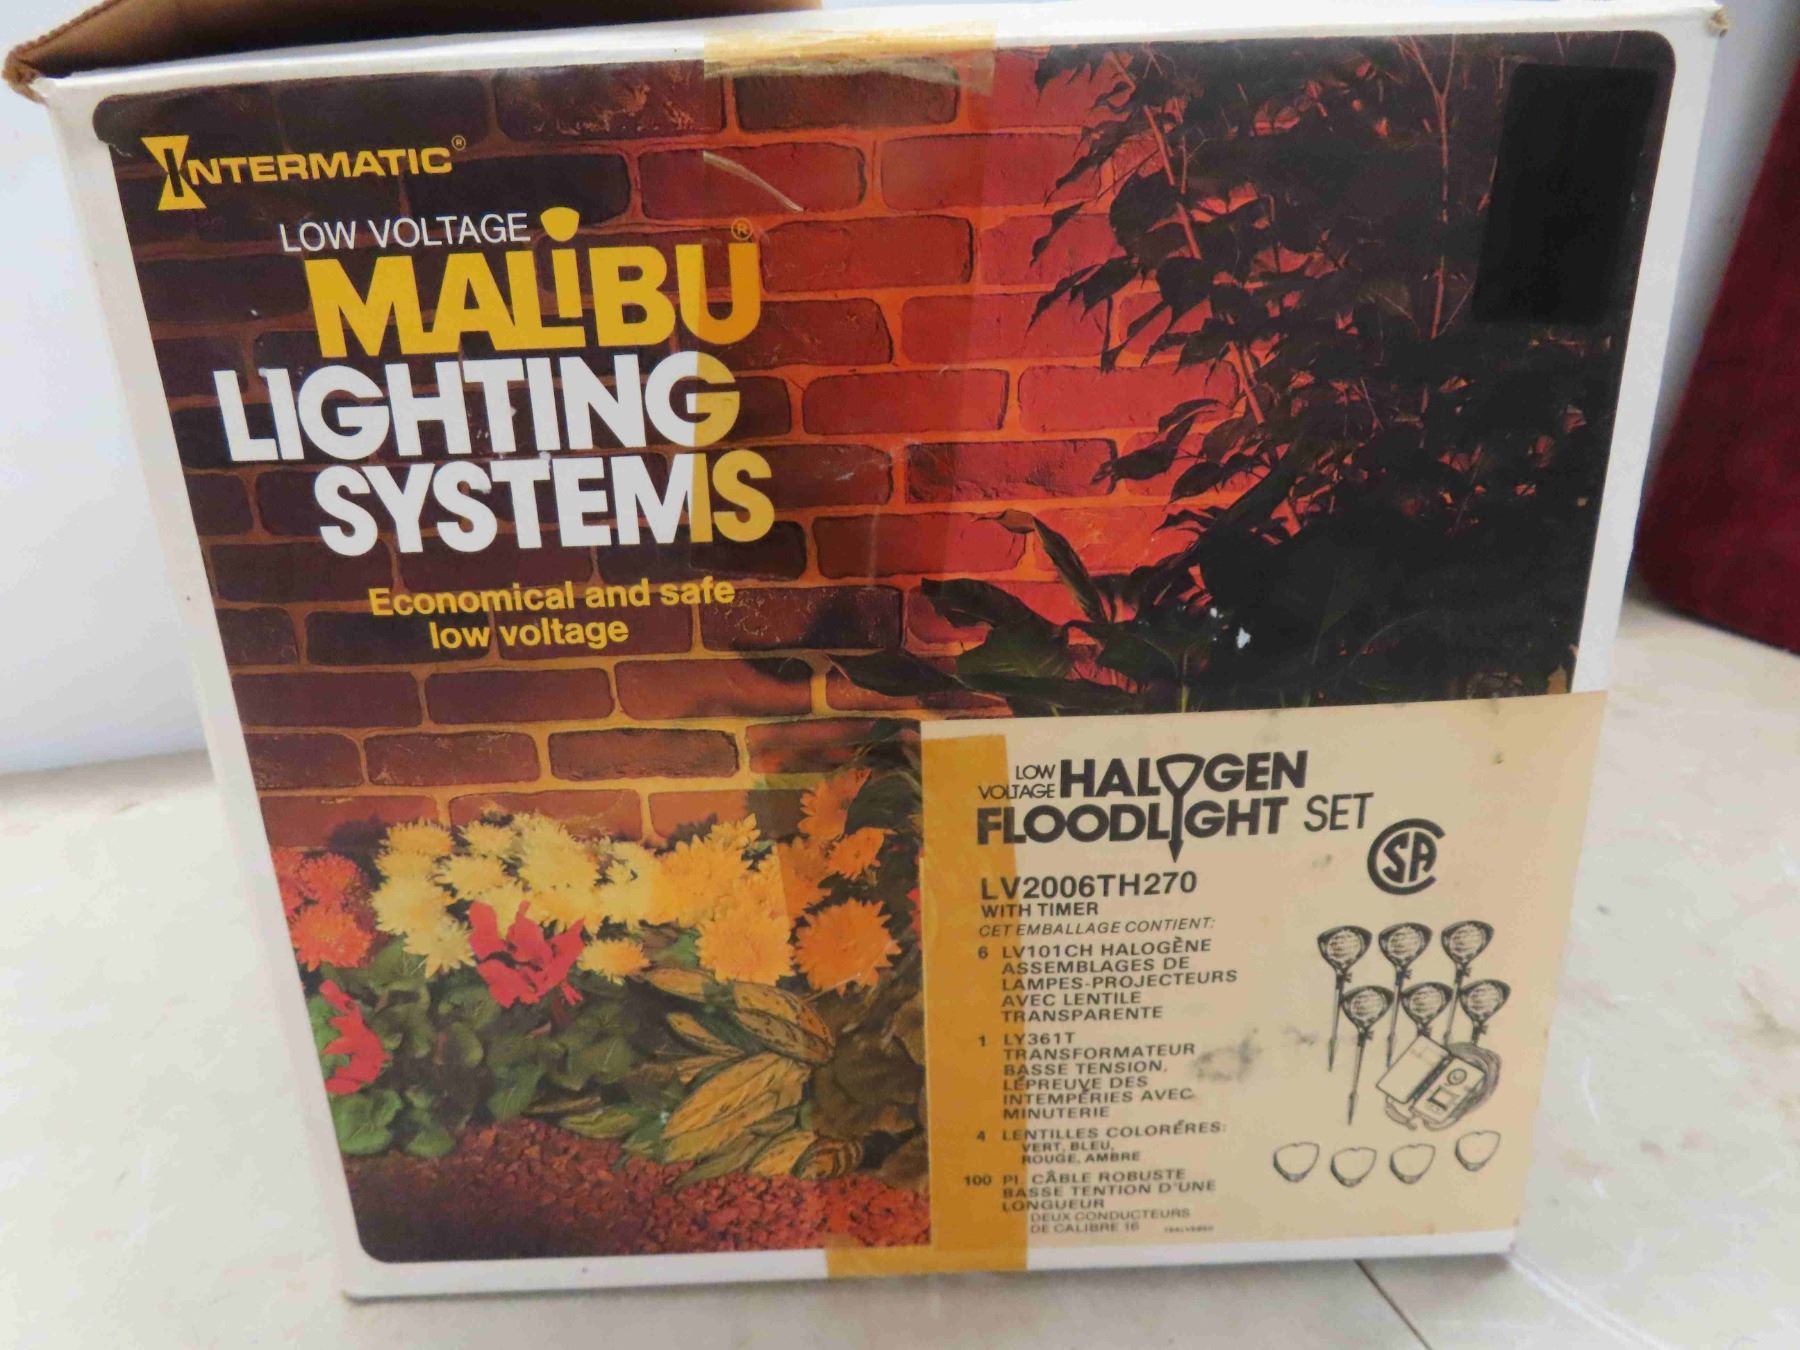 INTERMATIC®
LOW VOLTAGE
MALiBU®
LIGHTING
SYSTEMS
Economical and safe
low voltage
LOW
VOLTAGE HALOGEN
FLOODLIGHT SET
CSA
LV2006TH270
WITH TIMER
CET EMBALLAGE CONTIENT:
6 LV101CH HALOGÈNE
ASSEMBLAGES DE
LAMPES-PROJECTEURS
AVEC LENTILE
TRANSPARENTE
1 LY361T
TRANSFORMATEUR
BASSE TENSION,
LÉPREUVE DES
INTEMPÉRIES AVEC
MINUTERIE
4 LENTILLES COLORÉRES:
VERT, BLEU,
ROUGE, AMBRE
100 PI. CÂBLE ROBUSTE
BASSE TENTION D'UNE
LONGUEUR
DEUX CONDUCTEURS
DE CALIBRE 16